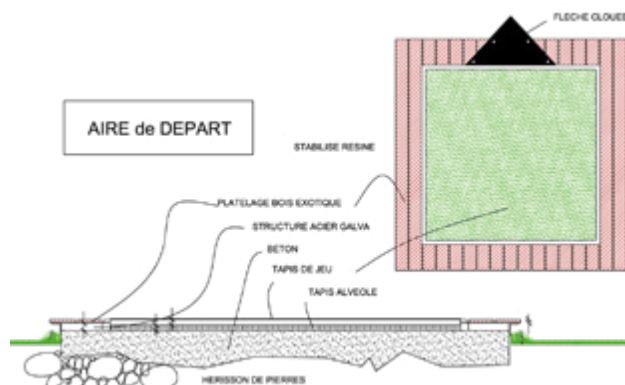 FLECHE CLOUEE
AIRE de DEPART
STABILISE RESINE
PLATELAGE BOIS EXOTIQUE
STRUCTURE ACIER GALVA
BETON
TAPIS DE JEU
TAPIS ALVEOLE
HERISSON DE PIERRES